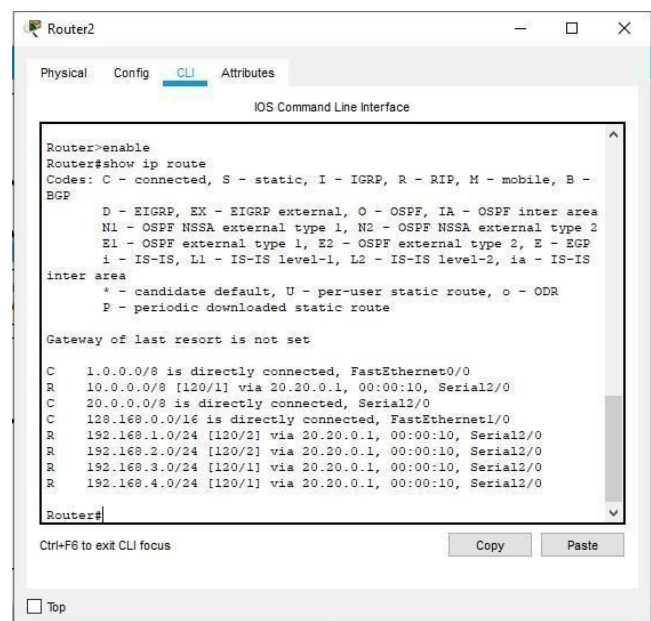 Router2
Physical Config CLI Attributes
IOS Command Line Interface
Router>enable
Router#show ip route
Codes: C - connected, S - static, I - IGRP, R - RIP, M - mobile, B -
BGP
D - EIGRP, EX - EIGRP external, O - OSPF, IA - OSPF inter area
N1 - OSPF NSSA external type 1, N2 - OSPF NSSA external type 2
E1 - OSPF external type 1, E2 - OSPF external type 2, E - EGP
i - IS-IS, L1 - IS-IS level-1, L2 - IS-IS level-2, ia - IS-IS
inter area
* - candidate default, U - per-user static route, o - ODR
P - periodic downloaded static route
Gateway of last resort is not set
C 1.0.0.0/8 is directly connected, FastEthernet0/0
R 10.0.0.0/8 [120/1] via 20.20.0.1, 00:00:10, Serial2/0
C 20.0.0.0/8 is directly connected, Serial2/0
C 128.168.0.0/16 is directly connected, FastEthernet1/0
R 192.168.1.0/24 [120/2] via 20.20.0.1, 00:00:10, Serial2/0
R 192.168.2.0/24 [120/2] via 20.20.0.1, 00:00:10, Serial2/0
R 192.168.3.0/24 [120/1] via 20.20.0.1, 00:00:10, Serial2/0
R 192.168.4.0/24 [120/1] via 20.20.0.1, 00:00:10, Serial2/0
Router#
Ctrl+F6 to exit CLI focus Copy Paste
Top